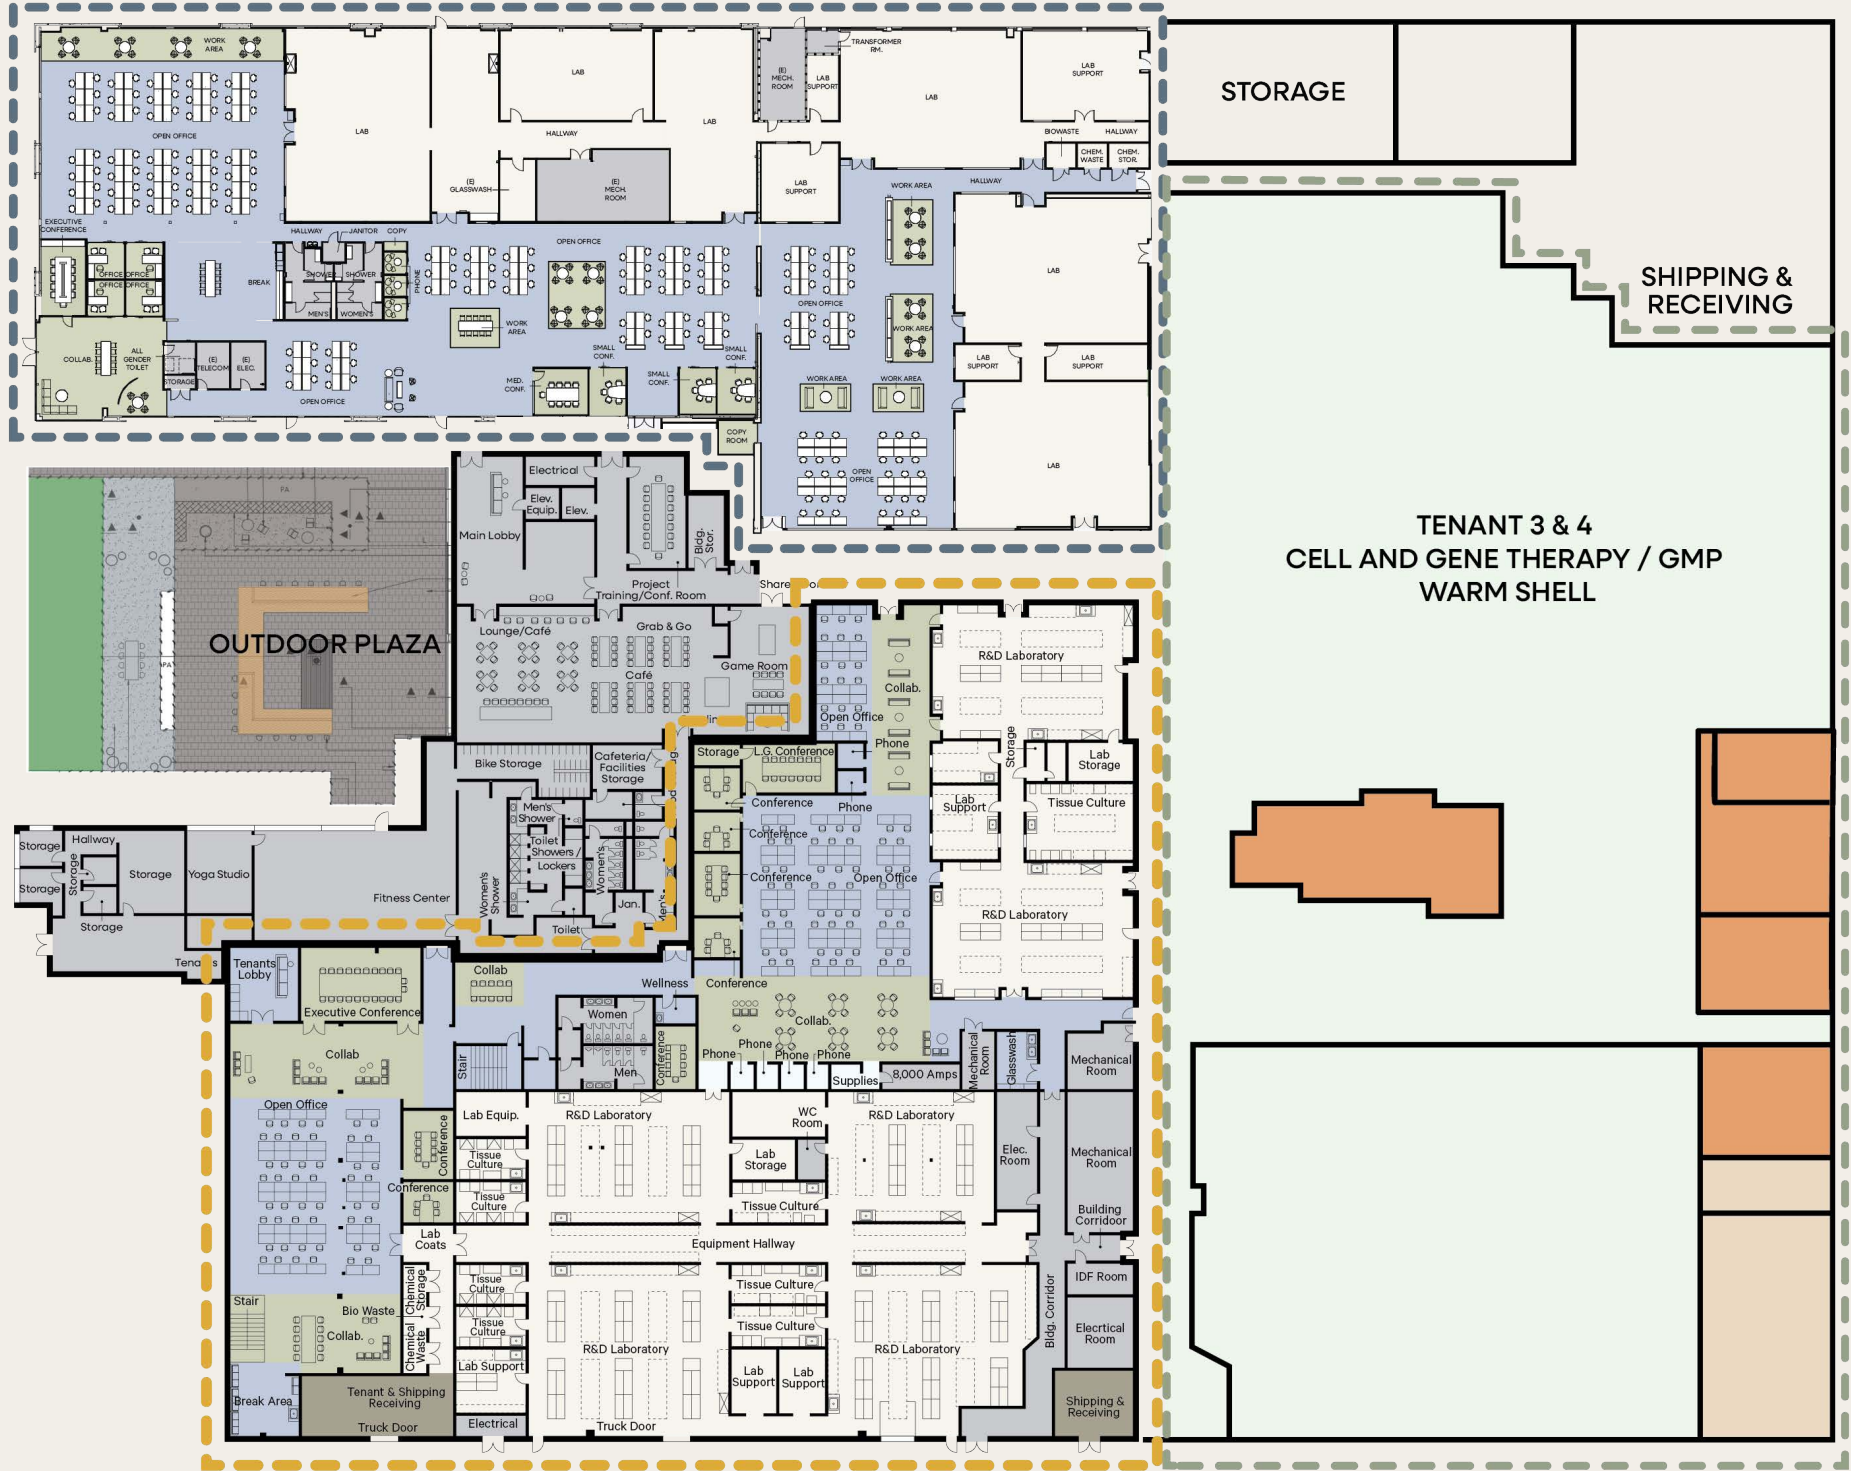 WORK
AREA
OPEN OFFICE
EXECUTIVE
CONFERENCE
OFFICE
OFFICE
OFFICE
OFFICE
COLLAB.
ALL
GENDER
TOILET
STORAGE
(E)
TELECOM
(E)
ELEC.
BREAK
HALLWAY
JANITOR
COPY
SHOWER
SHOWER
MEN'S
WOMEN'S
PHONE
OPEN OFFICE
LAB
LAB
HALLWAY
(E)
GLASSWASH
(E)
MECH.
ROOM
LAB
OPEN OFFICE
WORK
AREA
MED.
CONF.
SMALL
CONF.
SMALL
CONF.
SMALL
CONF.
COPY
ROOM
(E)
MECH.
ROOM
TRANSFORMER
RM.
LAB
SUPPORT
LAB
LAB
SUPPORT
BIOWASTE
HALLWAY
CHEM.
WASTE
CHEM.
STOR.
LAB
SUPPORT
WORK AREA
HALLWAY
OPEN OFFICE
WORK AREA
LAB
LAB
SUPPORT
LAB
SUPPORT
WORK AREA
WORK AREA
OPEN
OFFICE
LAB
STORAGE
SHIPPING &
RECEIVING
TENANT 3 & 4
CELL AND GENE THERAPY / GMP
WARM SHELL
PA
PA
OUTDOOR PLAZA
Electrical
Elev.
Equip.
Elev.
Main Lobby
Bldg.
Stor.
Project
Training/Conf. Room
Lounge/Café
Grab & Go
Café
Game Room
Bike Storage
Cafeteria/
Facilities
Storage
Men's
Shower
Toilet
Showers /
Lockers
Women's
Women's
Shower
Jan.
Men's
Toilet
Fitness Center
Yoga Studio
Storage
Hallway
Storage
Storage
Storage
Storage
Tenants
Lobby
Executive Conference
Collab
Open Office
Conference
Conference
Lab
Coats
Chemical
Storage
Chemical
Waste
Bio Waste
Stair
Collab.
Break Area
Tenant & Shipping
Receiving
Truck Door
Collab
Stair
Women
Men
Wellness
Conference
Conference
Storage
L.G. Conference
Conference
Conference
Conference
Phone
Phone
Open Office
Collab.
Open Office
Collab.
Phone
Phone
Phone
Phone
Supplies
8,000 Amps
Mechanical
Room
Glasswash
Mechanical
Room
R&D Laboratory
Storage
Lab
Storage
Lab
Support
Tissue Culture
R&D Laboratory
Lab Equip.
Tissue
Culture
Tissue
Culture
R&D Laboratory
WC
Room
Lab
Storage
Tissue Culture
R&D Laboratory
Elec.
Room
Mechanical
Room
Building
Corridor
Equipment Hallway
Tissue
Culture
Tissue
Culture
Lab Support
Electrical
R&D Laboratory
Truck Door
Tissue Culture
Tissue Culture
Lab
Support
Lab
Support
R&D Laboratory
Bldg. Corridor
IDF Room
Elecrtical
Room
Shipping &
Receiving